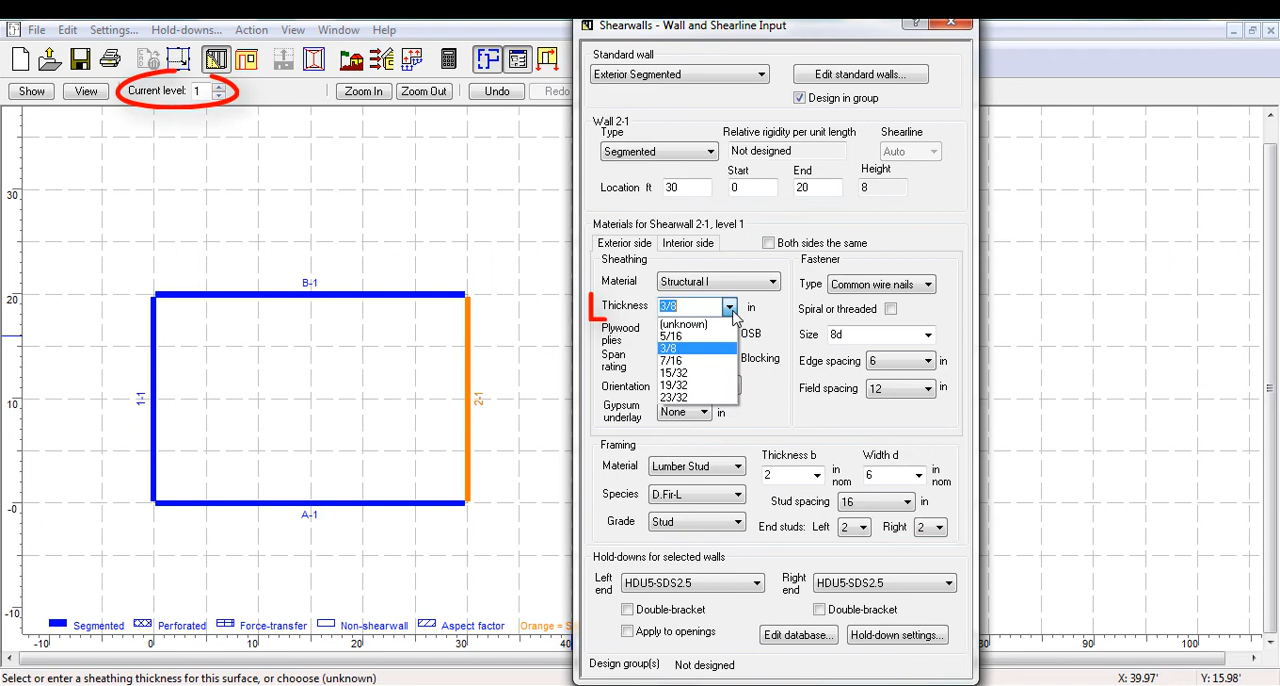 File Edit Settings... Hold-downs... Action View Window Help
Show View Current level: 1 Zoom In Zoom Out Undo Redo
30
20
10
-0
-10
B-1
1-1
2-1
A-1
Segmented Perforated Force-transfer Non-shearwall Aspect factor Orange = S
-10 0 10 20 30 40 80 90 100
Select or enter a sheathing thickness for this surface, or chooose (unknown)
X: 39.97' Y: 15.98'
Shearwalls - Wall and Shearline Input
Standard wall
Exterior Segmented Edit standard walls...
Design in group
Wall 2-1
Type Relative rigidity per unit length Shearline
Segmented Not designed Auto
Start End Height
Location ft 30 0 20 8
Materials for Shearwall 2-1, level 1
Exterior side Interior side Both sides the same
Sheathing
Material Structural I
Thickness 3/8 in
(unknown)
5/16
3/8
7/16
15/32
19/32
23/32
Plywood plies OSB
Span rating Blocking
Orientation
Gypsum underlay None in
Fastener
Type Common wire nails
Spiral or threaded
Size 8d
Edge spacing 6 in
Field spacing 12 in
Framing
Thickness b Width d
Material Lumber Stud 2 in nom 6 in nom
Species D.Fir-L Stud spacing 16 in
Grade Stud End studs: Left 2 Right 2
Hold-downs for selected walls
Left end HDU5-SDS2.5 Right end HDU5-SDS2.5
Double-bracket Double-bracket
Apply to openings Edit database... Hold-down settings...
Design group(s) Not designed